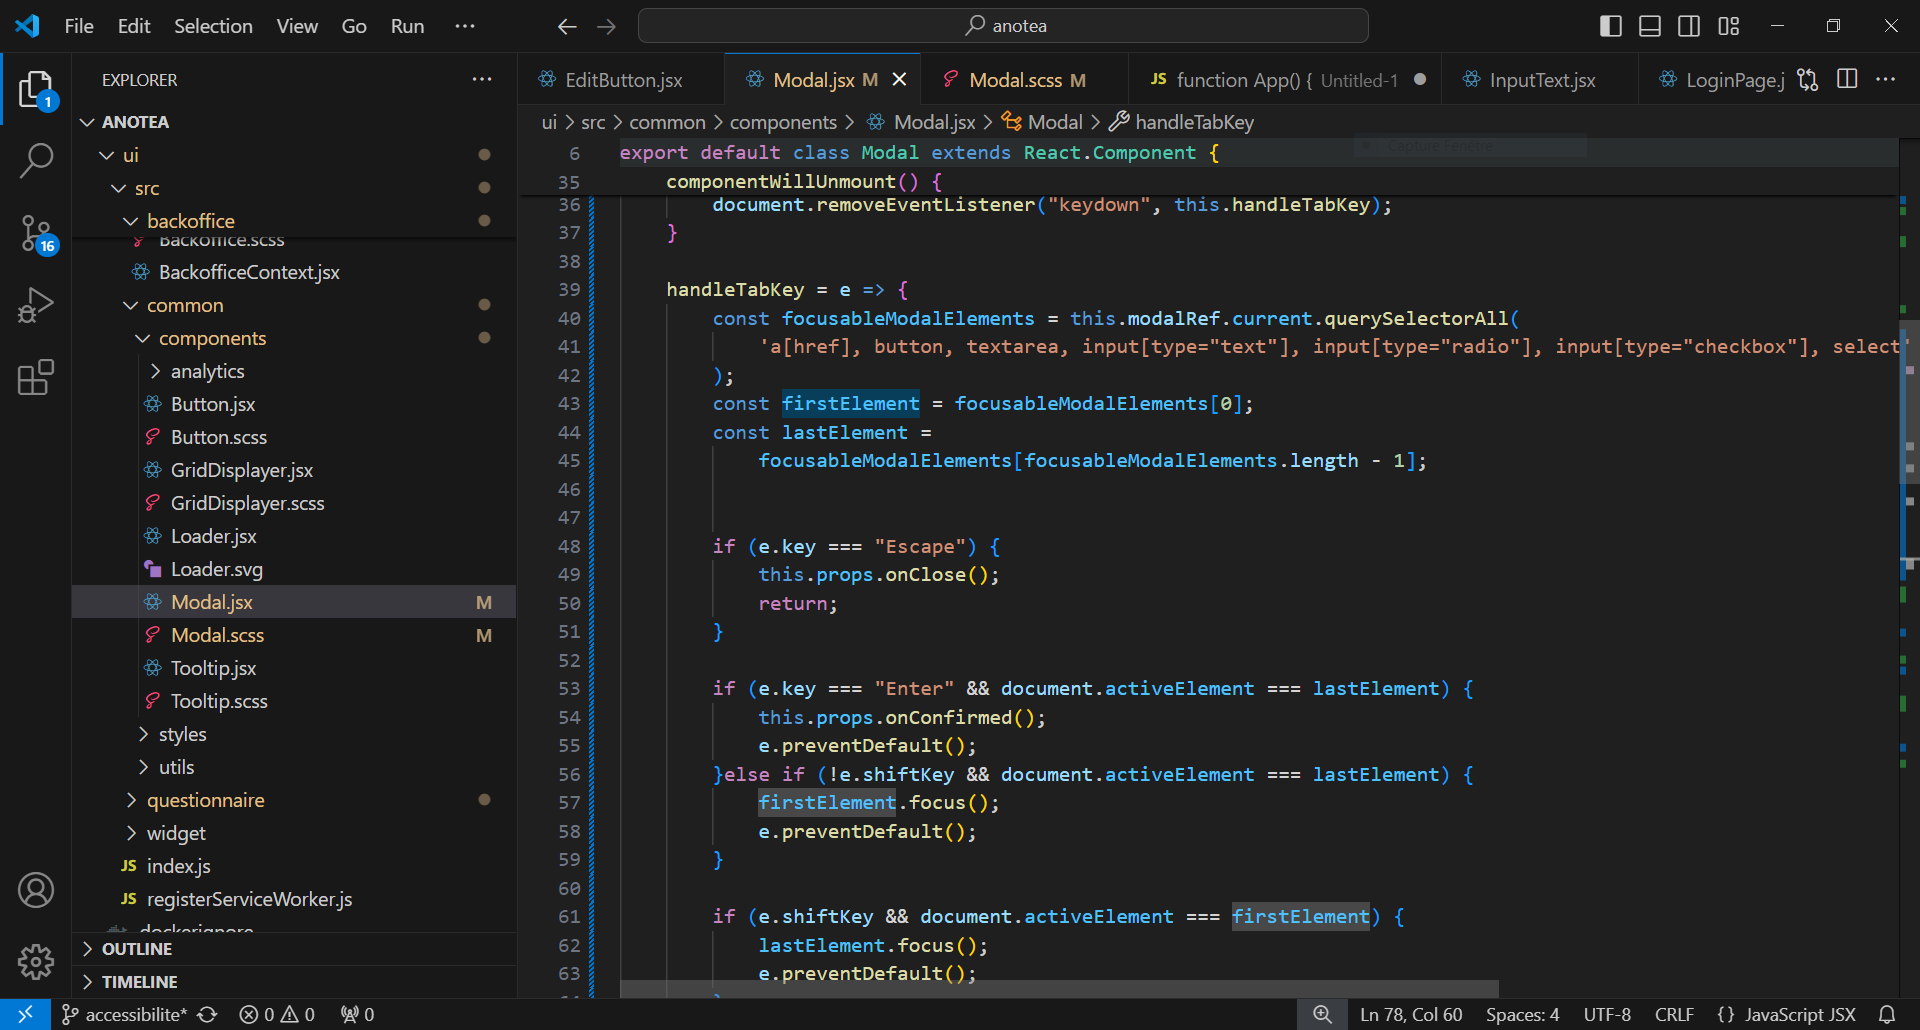 File Edit Selection View Go Run ···
anotea
EXPLORER
ANOTEA
ui
src
backoffice
Backoffice.scss
BackofficeContext.jsx
common
components
analytics
Button.jsx
Button.scss
GridDisplayer.jsx
GridDisplayer.scss
Loader.jsx
Loader.svg
Modal.jsx M
Modal.scss M
Tooltip.jsx
Tooltip.scss
styles
utils
questionnaire
widget
JS index.js
JS registerServiceWorker.js
.dockerignore
OUTLINE
TIMELINE
1
16
EditButton.jsx Modal.jsx M Modal.scss M JS function App() { Untitled-1 InputText.jsx LoginPage.j
ui > src > common > components > Modal.jsx > Modal > handleTabKey
Capture Fenêtre
6 export default class Modal extends React.Component {
35 componentWillUnmount() {
36 document.removeEventListener("keydown", this.handleTabKey);
37 }
38
39 handleTabKey = e => {
40 const focusableModalElements = this.modalRef.current.querySelectorAll(
41 'a[href], button, textarea, input[type="text"], input[type="radio"], input[type="checkbox"], select'
42 );
43 const firstElement = focusableModalElements[0];
44 const lastElement =
45 focusableModalElements[focusableModalElements.length - 1];
46
47
48 if (e.key === "Escape") {
49 this.props.onClose();
50 return;
51 }
52
53 if (e.key === "Enter" && document.activeElement === lastElement) {
54 this.props.onConfirmed();
55 e.preventDefault();
56 }else if (!e.shiftKey && document.activeElement === lastElement) {
57 firstElement.focus();
58 e.preventDefault();
59 }
60
61 if (e.shiftKey && document.activeElement === firstElement) {
62 lastElement.focus();
63 e.preventDefault();
accessibilite* 0 0 0 Ln 78, Col 60 Spaces: 4 UTF-8 CRLF {} JavaScript JSX